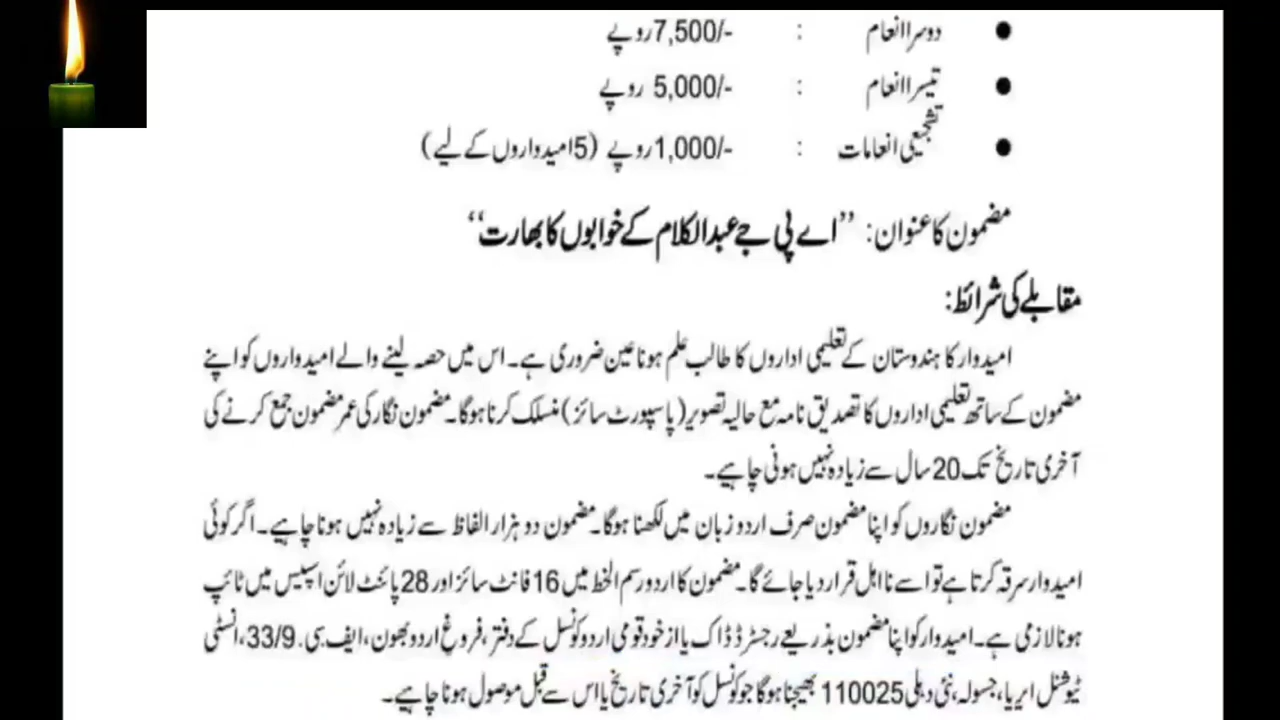 • دوسرا انعام : 7,500/- روپے
• تیسرا انعام : 5,000/- روپے
• تشجیعی انعامات : 1,000/- روپے (5 امیدواروں کے لیے)
مضمون کا عنوان: ”اے پی جے عبدالکلام کے خوابوں کا بھارت“
مقابلے کی شرائط:
امیدوار کا ہندوستان کے تعلیمی اداروں کا طالب علم ہونا عین ضروری ہے۔ اس میں حصہ لینے والے امیدواروں کو اپنے
مضمون کے ساتھ تعلیمی اداروں کا تصدیق نامہ مع حالیہ تصویر (پاسپورٹ سائز) منسلک کرنا ہوگا۔ مضمون نگار کی عمر مضمون جمع کرنے کی
آخری تاریخ تک 20 سال سے زیادہ نہیں ہونی چاہیے۔
مضمون نگاروں کو اپنا مضمون صرف اردو زبان میں لکھنا ہوگا۔ مضمون دو ہزار الفاظ سے زیادہ نہیں ہونا چاہیے۔ اگر کوئی
امیدوار سرقہ کرتا ہے تو اسے نااہل قرار دیا جائے گا۔ مضمون کا اردو رسم الخط میں 16 فانٹ سائز اور 28 پائنٹ لائن اسپیس میں ٹائپ
ہونا لازمی ہے۔ امیدوار کو اپنا مضمون بذریعے رجسٹرڈ ڈاک یا از خود قومی اردو کونسل کے دفتر، فروغ اردو بھون، ایف سی. 33/9، انسٹی
ٹیوشنل ایریا، جسولہ، نئی دہلی 110025 بھیجنا ہوگا جو کونسل کو آخری تاریخ یا اس سے قبل موصول ہونا چاہیے۔